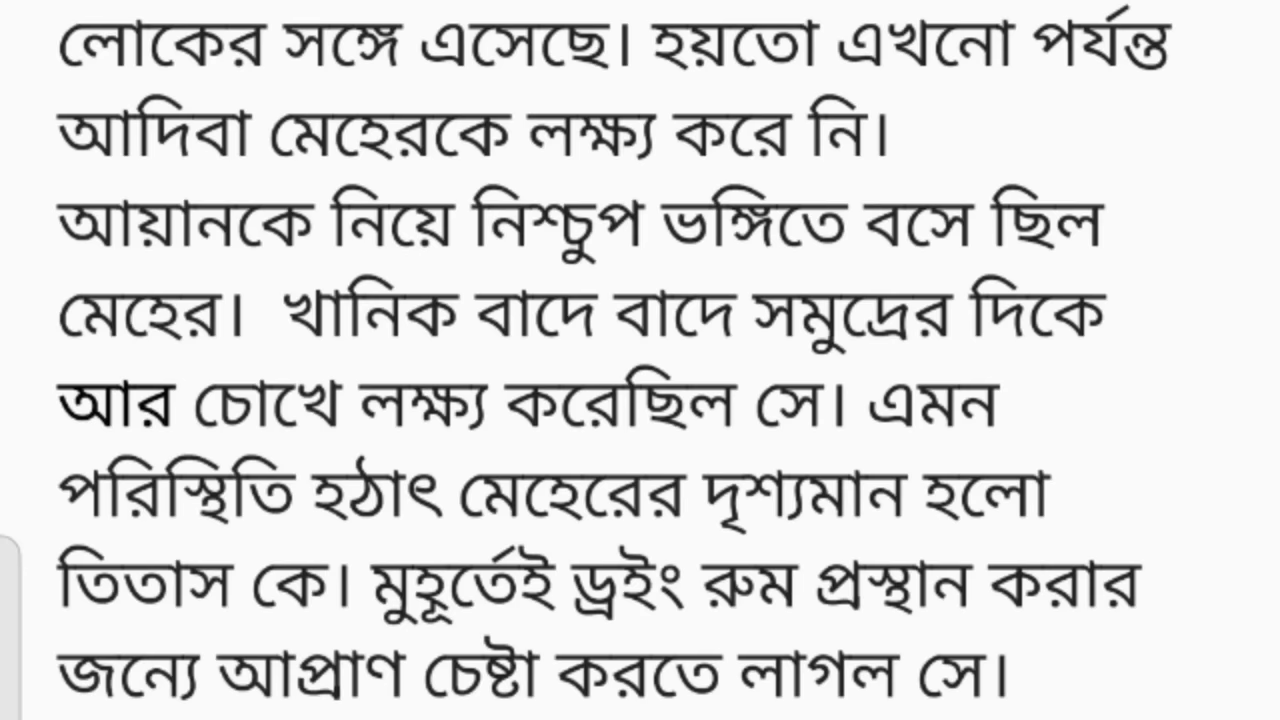 লোকের সঙ্গে এসেছে। হয়তো এখনো পর্যন্ত
আদিবা মেহেরকে লক্ষ্য করে নি।
আয়ানকে নিয়ে নিশ্চুপ ভঙ্গিতে বসে ছিল
মেহের। খানিক বাদে বাদে সমুদ্রের দিকে
আর চোখে লক্ষ্য করেছিল সে। এমন
পরিস্থিতি হঠাৎ মেহেরের দৃশ্যমান হলো
তিতাস কে। মুহূর্তেই ড্রইং রুম প্রস্থান করার
জন্যে আপ্রাণ চেষ্টা করতে লাগল সে।